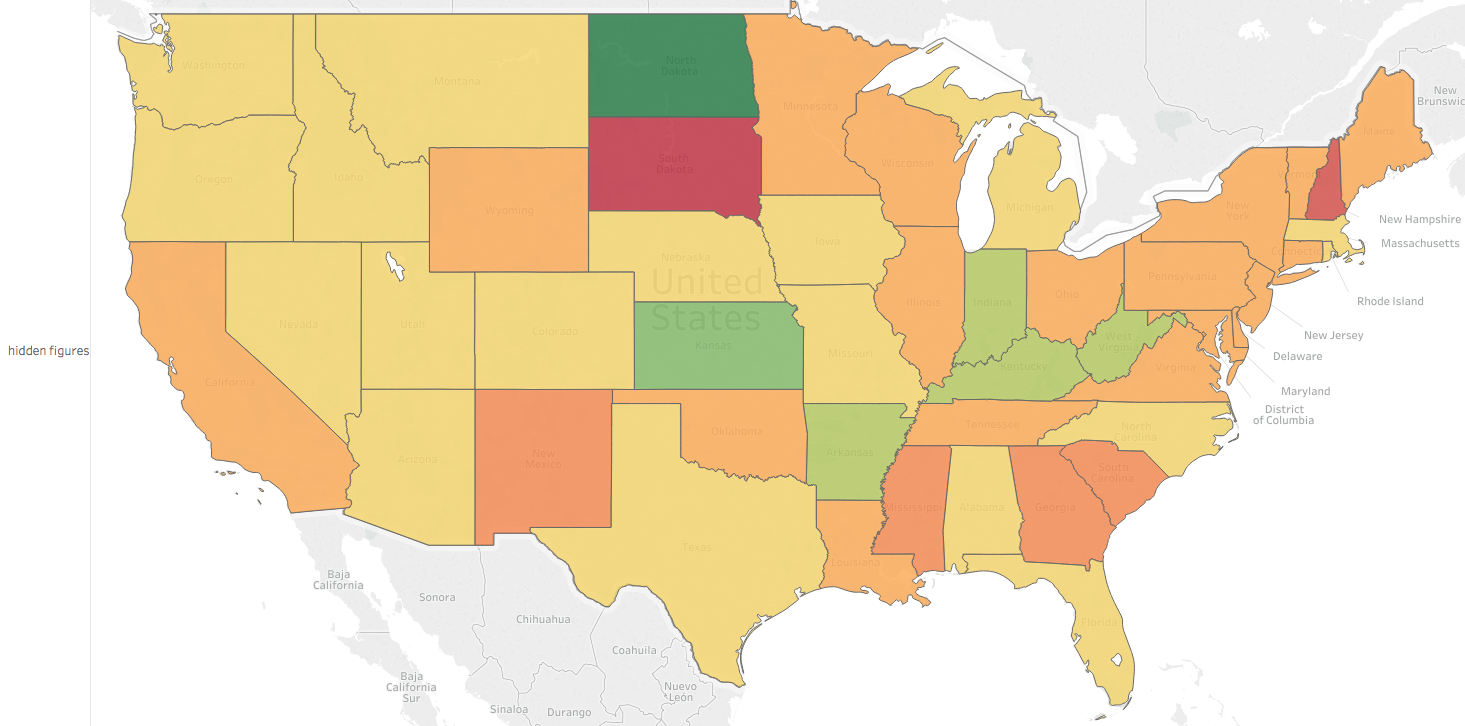 Washington
Montana
North
Dakota
Minnesota
New
Brunswic
Maine
South
Dakota
Wisconsin
Vermont
Oregon
Idaho
Wyoming
Michigan
New
York
New Hampshire
Massachusetts
Iowa
Nebraska
Connecticu
Pennsylvania
United
States
Nevada
Utah
Colorado
Kansas
Missouri
Illinois
Indiana
Ohio
Rhode Island
West
Virginia
New Jersey
hidden figures
Delaware
Kentucky
Virginia
California
Maryland
District
of Columbia
Arizona
New
Mexico
Oklahoma
Arkansas
Tennessee
North
Carolina
South
Carolina
Mississippi
Alabama
Georgia
Texas
Louisiana
Baja
California
Sonora
Chihuahua
Florida
Coahuila
Baja
California
Sur
Nuevo
León
Sinaloa
Durango